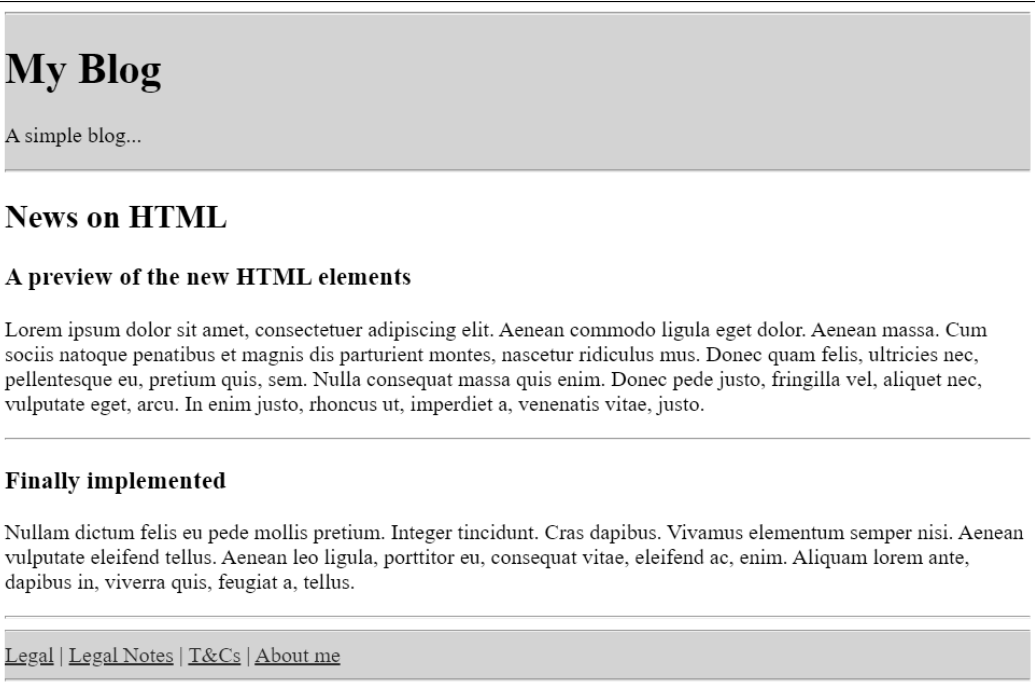 My Blog
A simple blog...
News on HTML
A preview of the new HTML elements
Lorem ipsum dolor sit amet, consectetuer adipiscing elit. Aenean commodo ligula eget dolor. Aenean massa. Cum
sociis natoque penatibus et magnis dis parturient montes, nascetur ridiculus mus. Donec quam felis, ultricies nec,
pellentesque eu, pretium quis, sem. Nulla consequat massa quis enim. Donec pede justo, fringilla vel, aliquet nec,
vulputate eget, arcu. In enim justo, rhoncus ut, imperdiet a, venenatis vitae, justo.
Finally implemented
Nullam dictum felis eu pede mollis pretium. Integer tincidunt. Cras dapibus. Vivamus elementum semper nisi. Aenean
vulputate eleifend tellus. Aenean leo ligula, porttitor eu, consequat vitae, eleifend ac, enim. Aliquam lorem ante,
dapibus in, viverra quis, feugiat a, tellus.
Legal | Legal Notes | T&Cs | About me